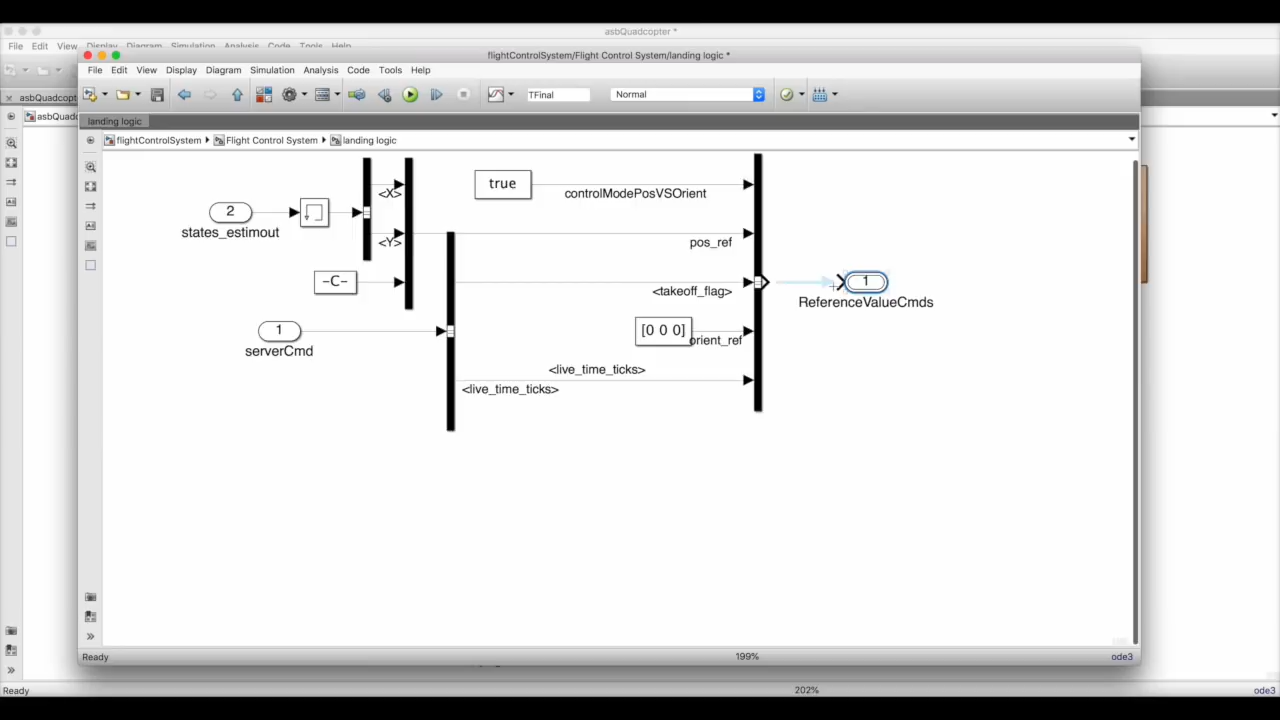 asbQuadcopter *
File Edit View Display Diagram Simulation Analysis Code Tools Help
flightControlSystem/Flight Control System/landing logic *
File Edit View Display Diagram Simulation Analysis Code Tools Help
TFinal
Normal
asbQuadcopt
landing logic
asbQuadc
flightControlSystem
Flight Control System
landing logic
true
controlModePosVSOrient
<X>
2
states_estimout
<Y>
pos_ref
-C-
<takeoff_flag>
1
ReferenceValueCmds
1
serverCmd
[0 0 0]
orient_ref
<live_time_ticks>
<live_time_ticks>
Ready
199%
ode3
Ready
202%
ode3